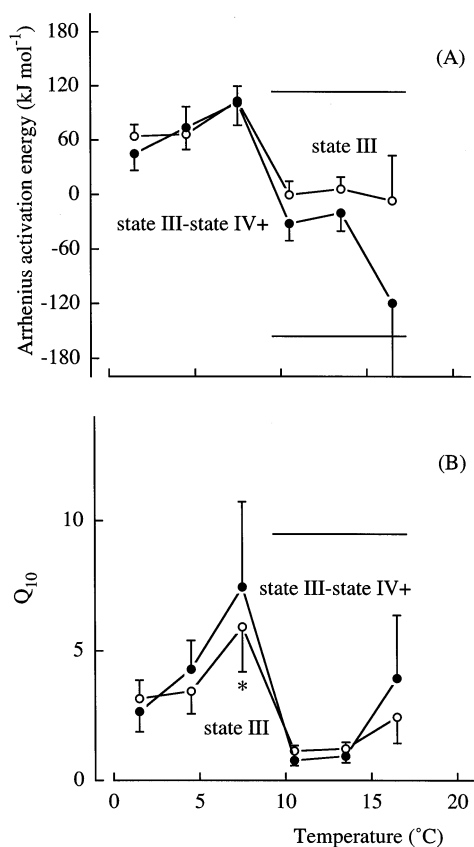 180
(A)
120
60
state III
0
state III-state IV+
-60
-120
-180
Arrhenius activation energy (kJ mol⁻¹)
(B)
10
state III-state IV+
Q₁₀
5
*
state III
0
0 5 10 15 20
Temperature (°C)